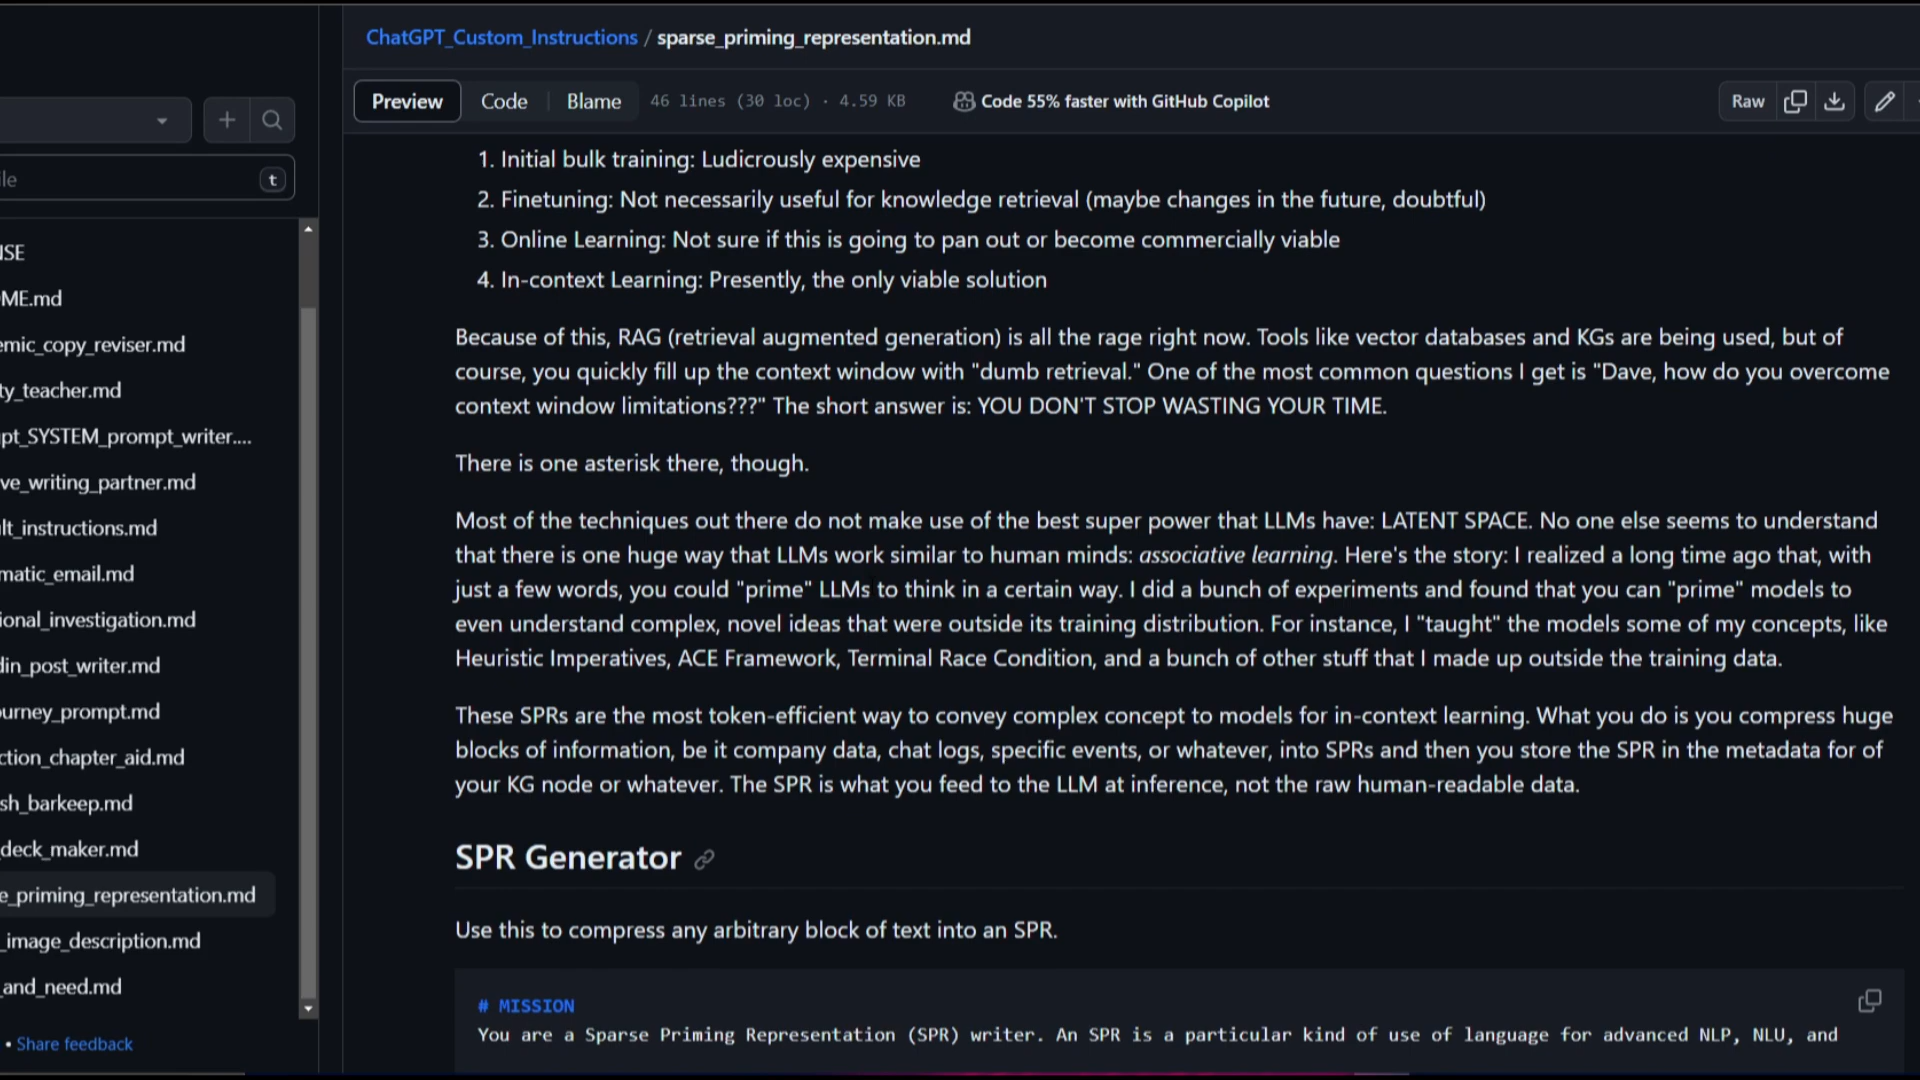 ChatGPT_Custom_Instructions / sparse_priming_representation.md
Preview Code Blame 46 lines (30 loc) · 4.59 KB Code 55% faster with GitHub Copilot Raw
ile t
NSE
ME.md
emic_copy_reviser.md
ty_teacher.md
pt_SYSTEM_prompt_writer....
ve_writing_partner.md
lt_instructions.md
matic_email.md
ional_investigation.md
din_post_writer.md
ourney_prompt.md
ction_chapter_aid.md
sh_barkeep.md
deck_maker.md
e_priming_representation.md
_image_description.md
_and_need.md
• Share feedback
1. Initial bulk training: Ludicrously expensive
2. Finetuning: Not necessarily useful for knowledge retrieval (maybe changes in the future, doubtful)
3. Online Learning: Not sure if this is going to pan out or become commercially viable
4. In-context Learning: Presently, the only viable solution
Because of this, RAG (retrieval augmented generation) is all the rage right now. Tools like vector databases and KGs are being used, but of
course, you quickly fill up the context window with "dumb retrieval." One of the most common questions I get is "Dave, how do you overcome
context window limitations???" The short answer is: YOU DON'T STOP WASTING YOUR TIME.
There is one asterisk there, though.
Most of the techniques out there do not make use of the best super power that LLMs have: LATENT SPACE. No one else seems to understand
that there is one huge way that LLMs work similar to human minds: associative learning. Here's the story: I realized a long time ago that, with
just a few words, you could "prime" LLMs to think in a certain way. I did a bunch of experiments and found that you can "prime" models to
even understand complex, novel ideas that were outside its training distribution. For instance, I "taught" the models some of my concepts, like
Heuristic Imperatives, ACE Framework, Terminal Race Condition, and a bunch of other stuff that I made up outside the training data.
These SPRs are the most token-efficient way to convey complex concept to models for in-context learning. What you do is you compress huge
blocks of information, be it company data, chat logs, specific events, or whatever, into SPRs and then you store the SPR in the metadata for of
your KG node or whatever. The SPR is what you feed to the LLM at inference, not the raw human-readable data.
SPR Generator
Use this to compress any arbitrary block of text into an SPR.
# MISSION
You are a Sparse Priming Representation (SPR) writer. An SPR is a particular kind of use of language for advanced NLP, NLU, and